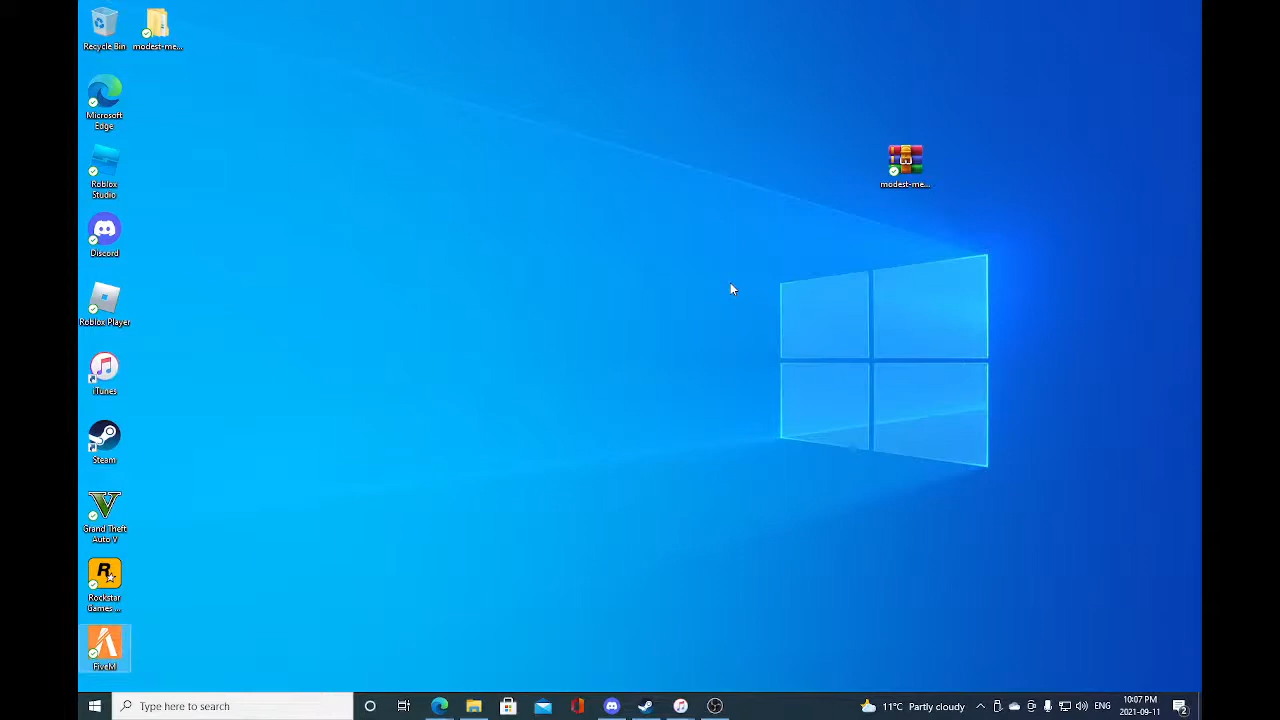 Recycle Bin
modest-me...
Microsoft
Edge
modest-me...
Roblox
Studio
Discord
Roblox Player
iTunes
Steam
Grand Theft
Auto V
Rockstar
Games ...
FiveM
Type here to search
11°C Partly cloudy
ENG
10:07 PM
2021-09-11
2